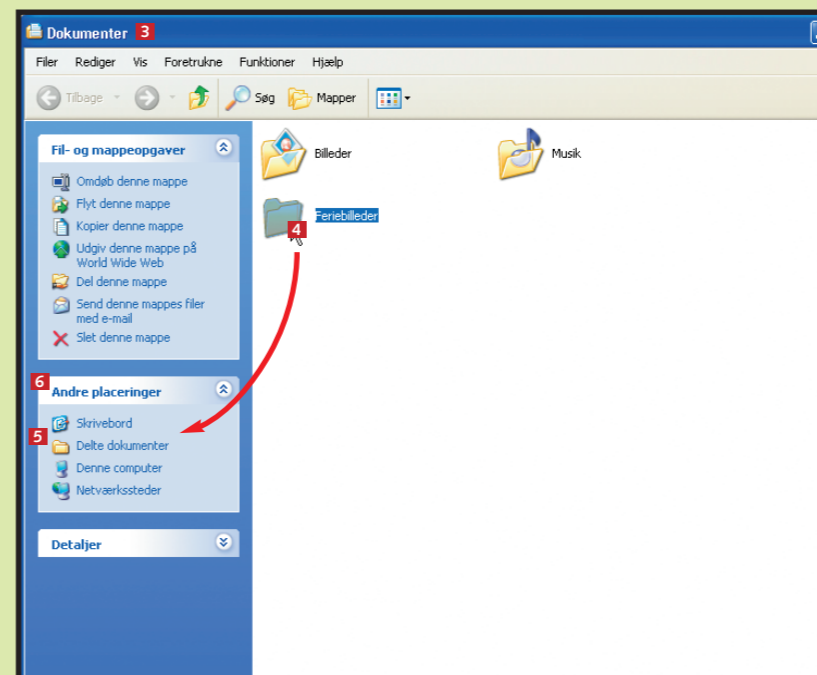 Dokumenter 3
Filer Rediger Vis Foretrukne Funktioner Hjælp
Tilbage Søg Mapper
Fil- og mappeopgaver
Omdøb denne mappe
Flyt denne mappe
Kopier denne mappe
Udgiv denne mappe på
World Wide Web
Del denne mappe
Send denne mappes filer
med e-mail
Slet denne mappe
Billeder
Musik
Feriebilleder
4
6
Andre placeringer
Skrivebord
5
Delte dokumenter
Denne computer
Netværkssteder
Detaljer